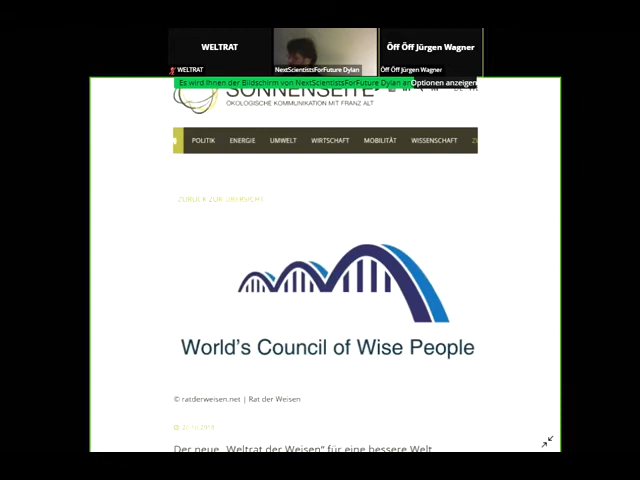 WELTRAT
Öff Öff Jürgen Wagner
WELTRAT
NextScientistsForFuture Dylan
Öff Öff Jürgen Wagner
Es wird Ihnen der Bildschirm von NextScientistsForFuture Dylan an
Optionen anzeigen
SONNENSEITE
ÖKOLOGISCHE KOMMUNIKATION MIT FRANZ ALT
POLITIK ENERGIE UMWELT WIRTSCHAFT MOBILITÄT WISSENSCHAFT
ZURÜCK ZUR ÜBERSICHT
World's Council of Wise People
© ratderweisen.net | Rat der Weisen
Der neue „Weltrat der Weisen" für eine bessere Welt